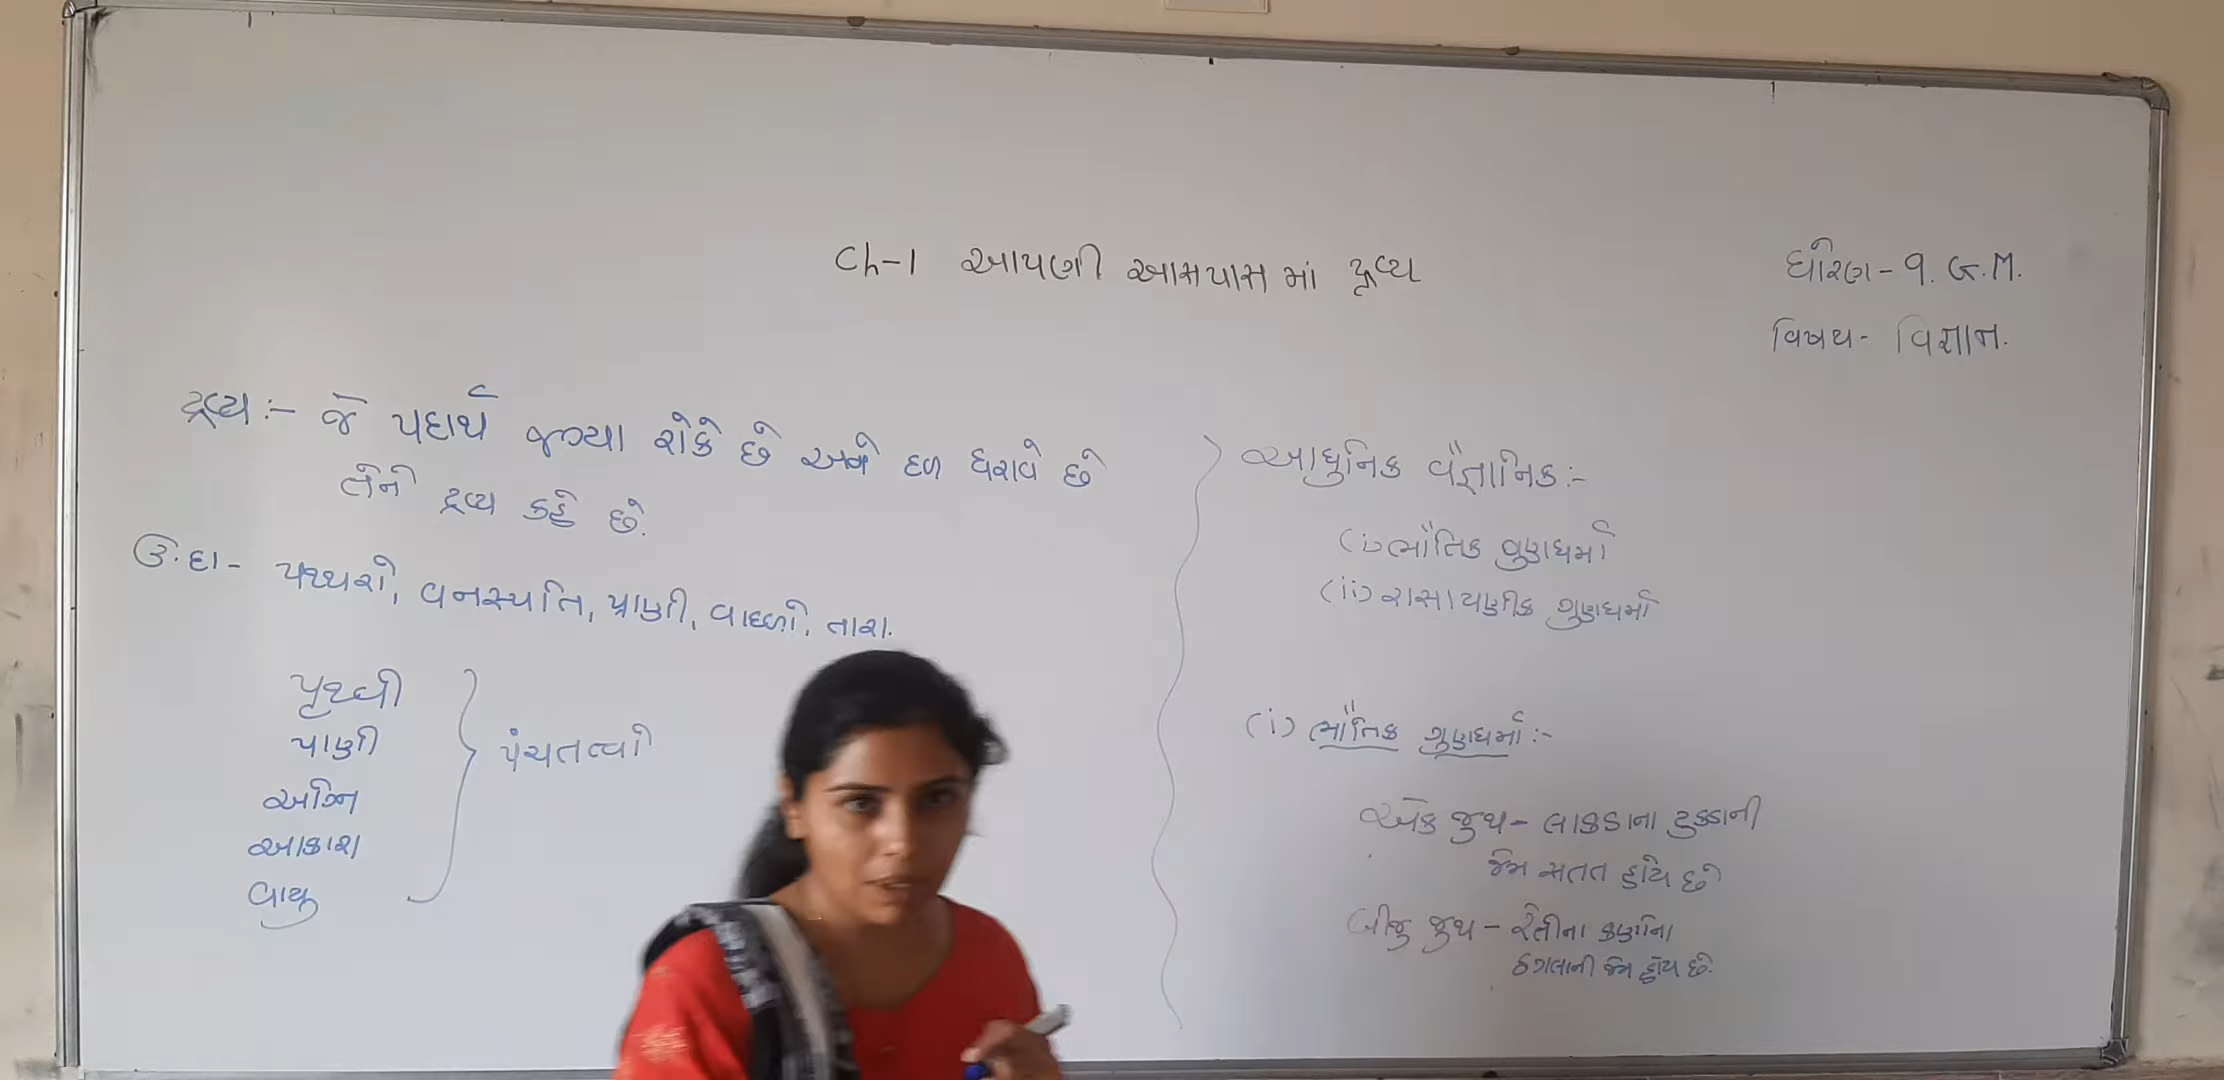 Ch-1 આપણી આસપાસ માં દ્રવ્ય
ધોરણ - 9. G.M.
વિષય - વિજ્ઞાન.
દ્રવ્ય :- જે પદાર્થ જગ્યા રોકે છે અને દળ ધરાવે છે
તેને દ્રવ્ય કહે છે.
ઉ.દા - પથ્થરો, વનસ્પતિ, પ્રાણી, વાદળો, તારા.
પૃથ્વી
પાણી
અગ્નિ
આકાશ
વાયુ
પંચતત્વો
આધુનિક વૈજ્ઞાનિક :-
(i) ભૌતિક ગુણધર્મો
(ii) રાસાયણીક ગુણધર્મો
(i) ભૌતિક ગુણધર્મો :-
એક જુથ - લાકડાના ટુકડાની
જેમ સતત હોય છે
બીજુ જુથ - રેતીના કણોના
ઢગલાની જેમ હોય છે.